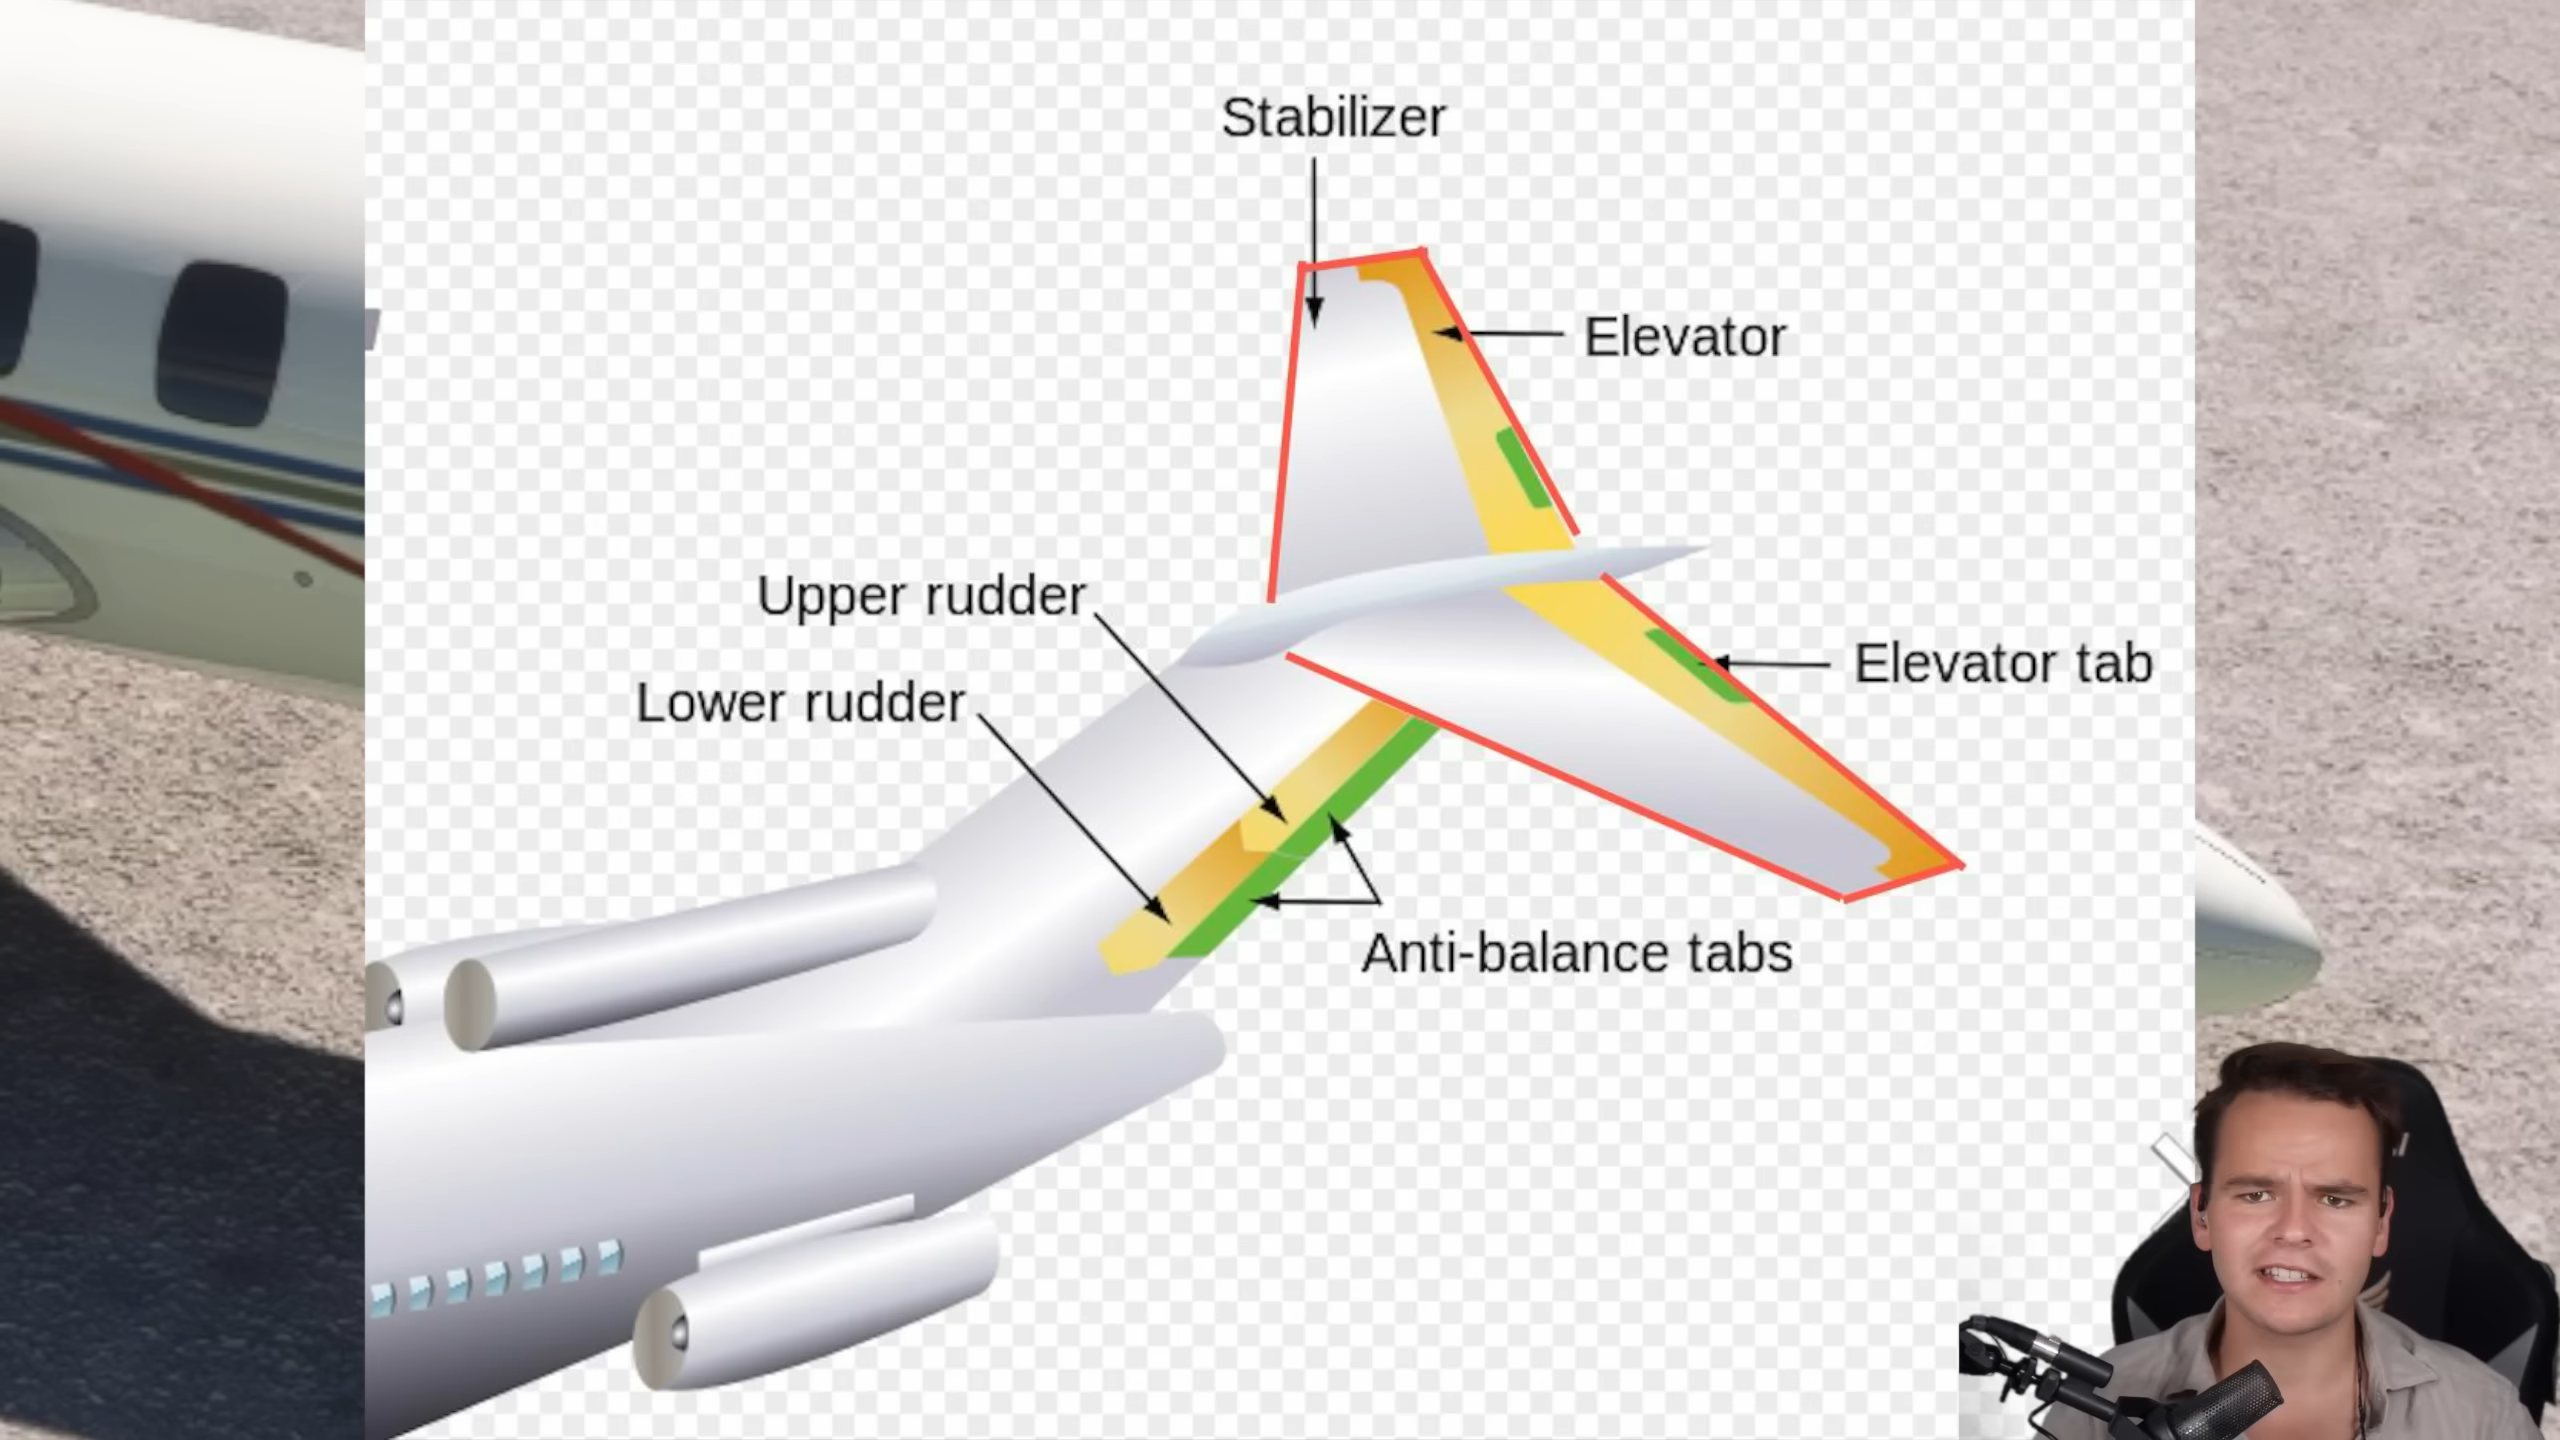 Stabilizer
Elevator
Upper rudder
Elevator tab
Lower rudder
Anti-balance tabs